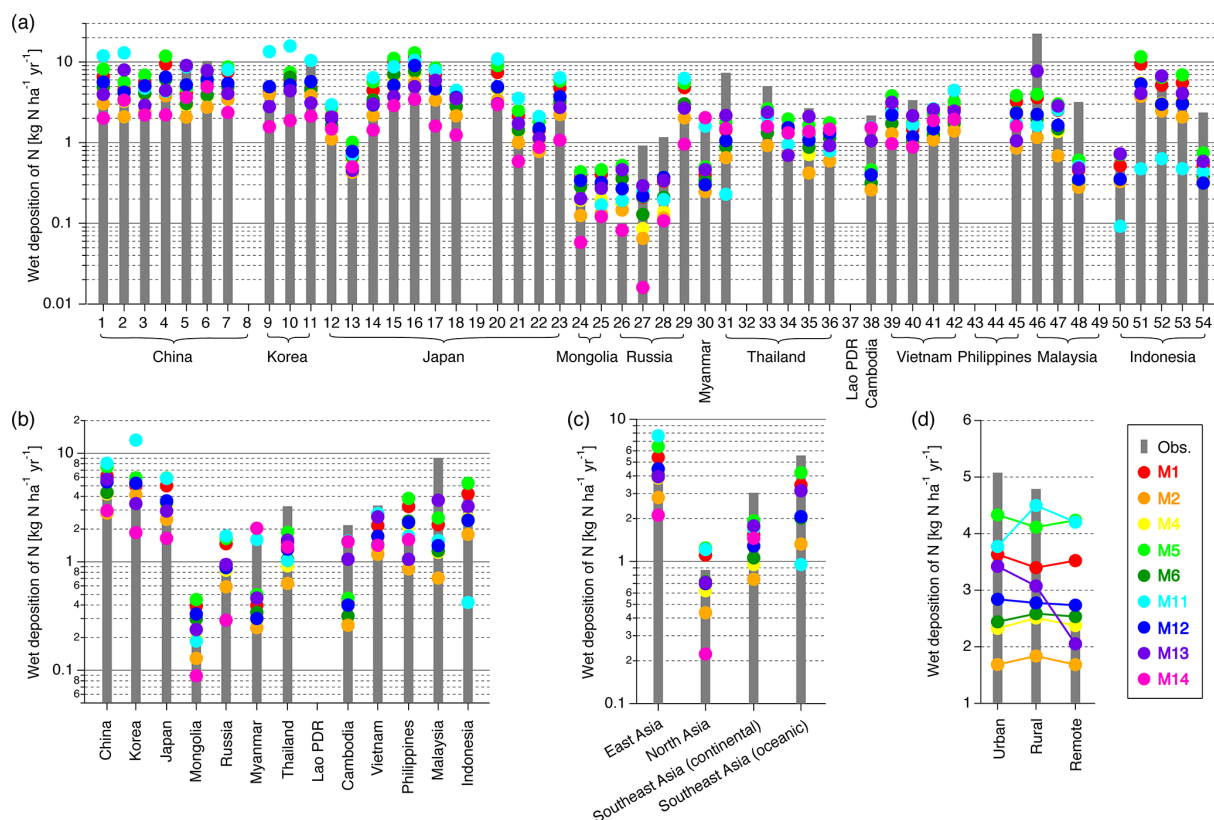 (a)
Wet deposition of N [kg N ha⁻¹ yr⁻¹]
10
1
0.1
0.01
1 2 3 4 5 6 7 8 9 10 11 12 13 14 15 16 17 18 19 20 21 22 23 24 25 26 27 28 29 30 31 32 33 34 35 36 37 38 39 40 41 42 43 44 45 46 47 48 49 50 51 52 53 54
China Korea Japan Mongolia Russia Myanmar Thailand Lao PDR Cambodia Vietnam Philippines Malaysia Indonesia
(b)
Wet deposition of N [kg N ha⁻¹ yr⁻¹]
2
10
8
6
4
2
1
8
6
4
2
0.1
8
6
China Korea Japan Mongolia Russia Myanmar Thailand Lao PDR Cambodia Vietnam Philippines Malaysia Indonesia
(c)
Wet deposition of N [kg N ha⁻¹ yr⁻¹]
10
8
6
5
4
3
2
1
8
6
5
4
3
2
0.1
East Asia
North Asia
Southeast Asia (continental)
Southeast Asia (oceanic)
(d)
Wet deposition of N [kg N ha⁻¹ yr⁻¹]
6
5
4
3
2
1
Urban Rural Remote
Obs.
M1
M2
M4
M5
M6
M11
M12
M13
M14